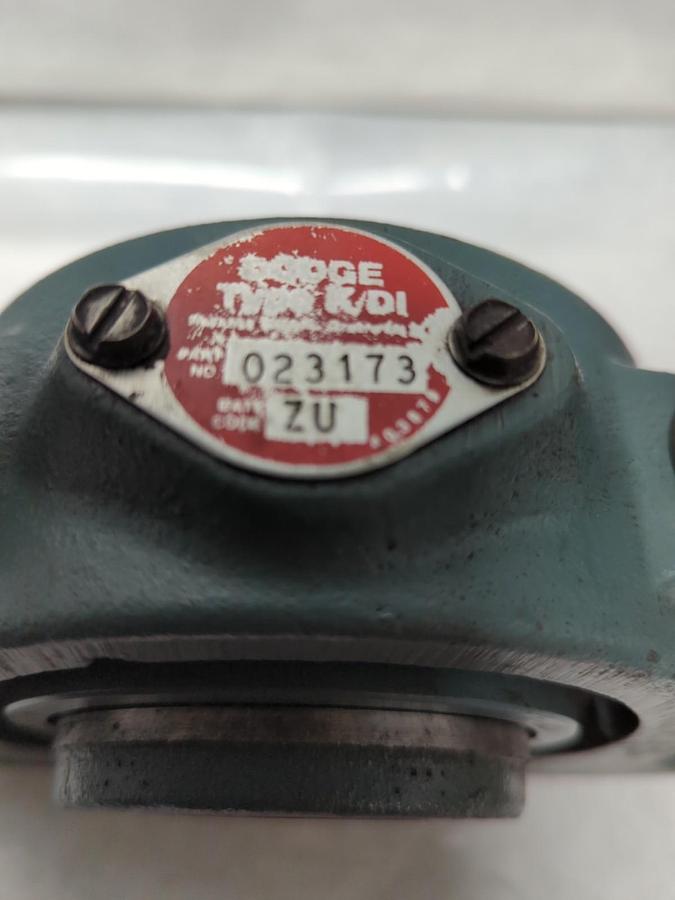 DODGE
TYPE K/DI
PART
NO 023173
DATE
CODE ZU